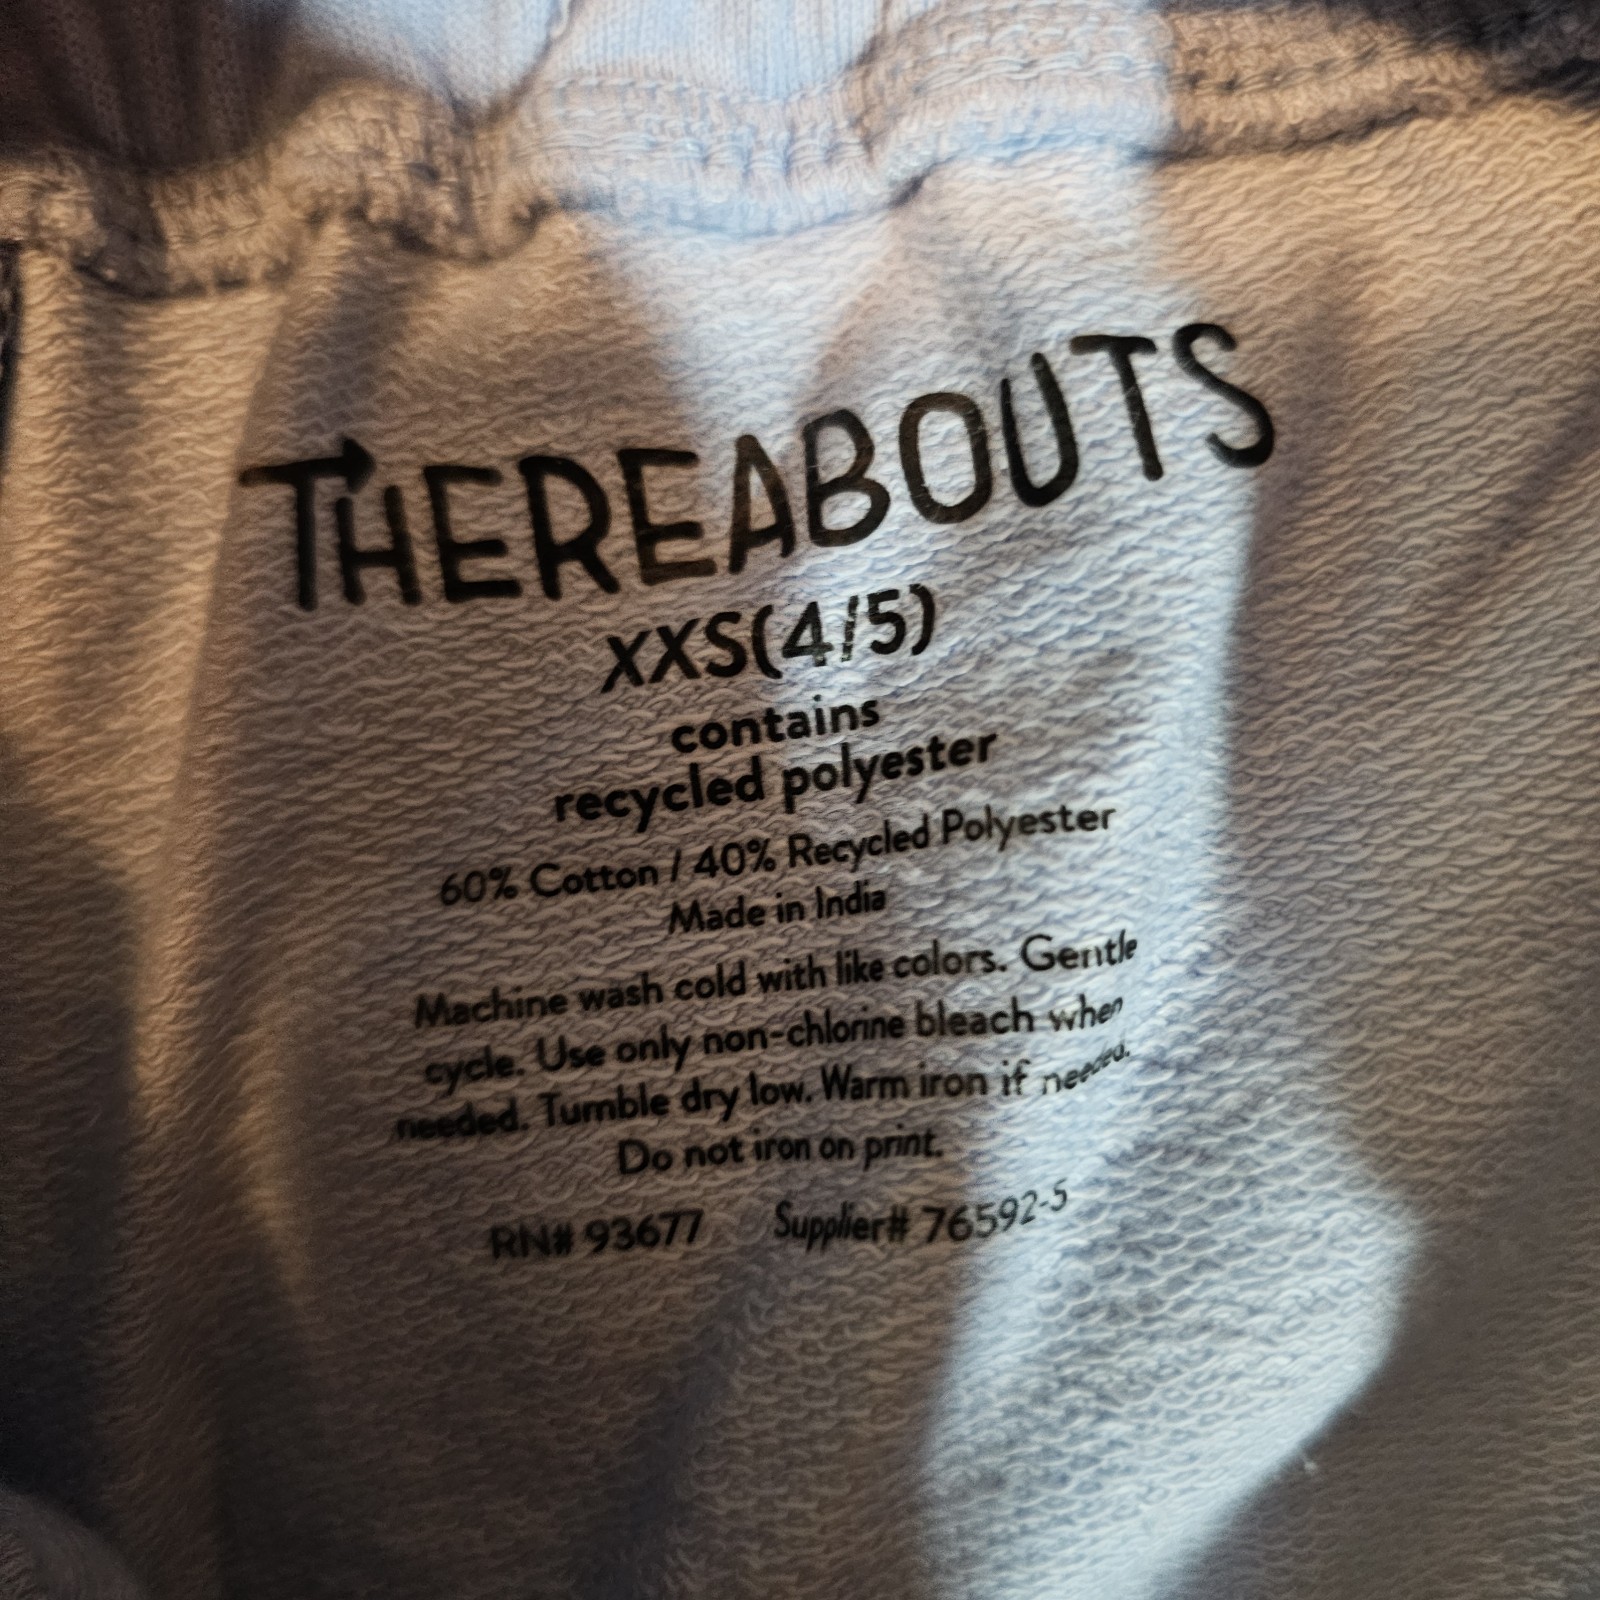 THEREABOUTS
XXS(4/5)
contains
recycled polyester
60% Cotton / 40% Recycled Polyester
Made in India
Machine wash cold with like colors. Gentle
cycle. Use only non-chlorine bleach when
needed. Tumble dry low. Warm iron if needed.
Do not iron on print.
RN# 93677 Supplier# 76592-5